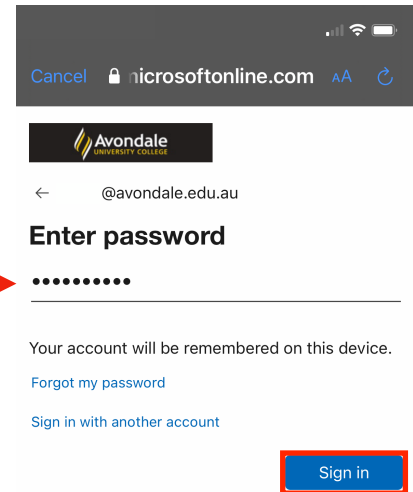 Cancel nicrosoftonline.com AA
Avondale
UNIVERSITY COLLEGE
@avondale.edu.au
Enter password
••••••••••
Your account will be remembered on this device.
Forgot my password
Sign in with another account
Sign in